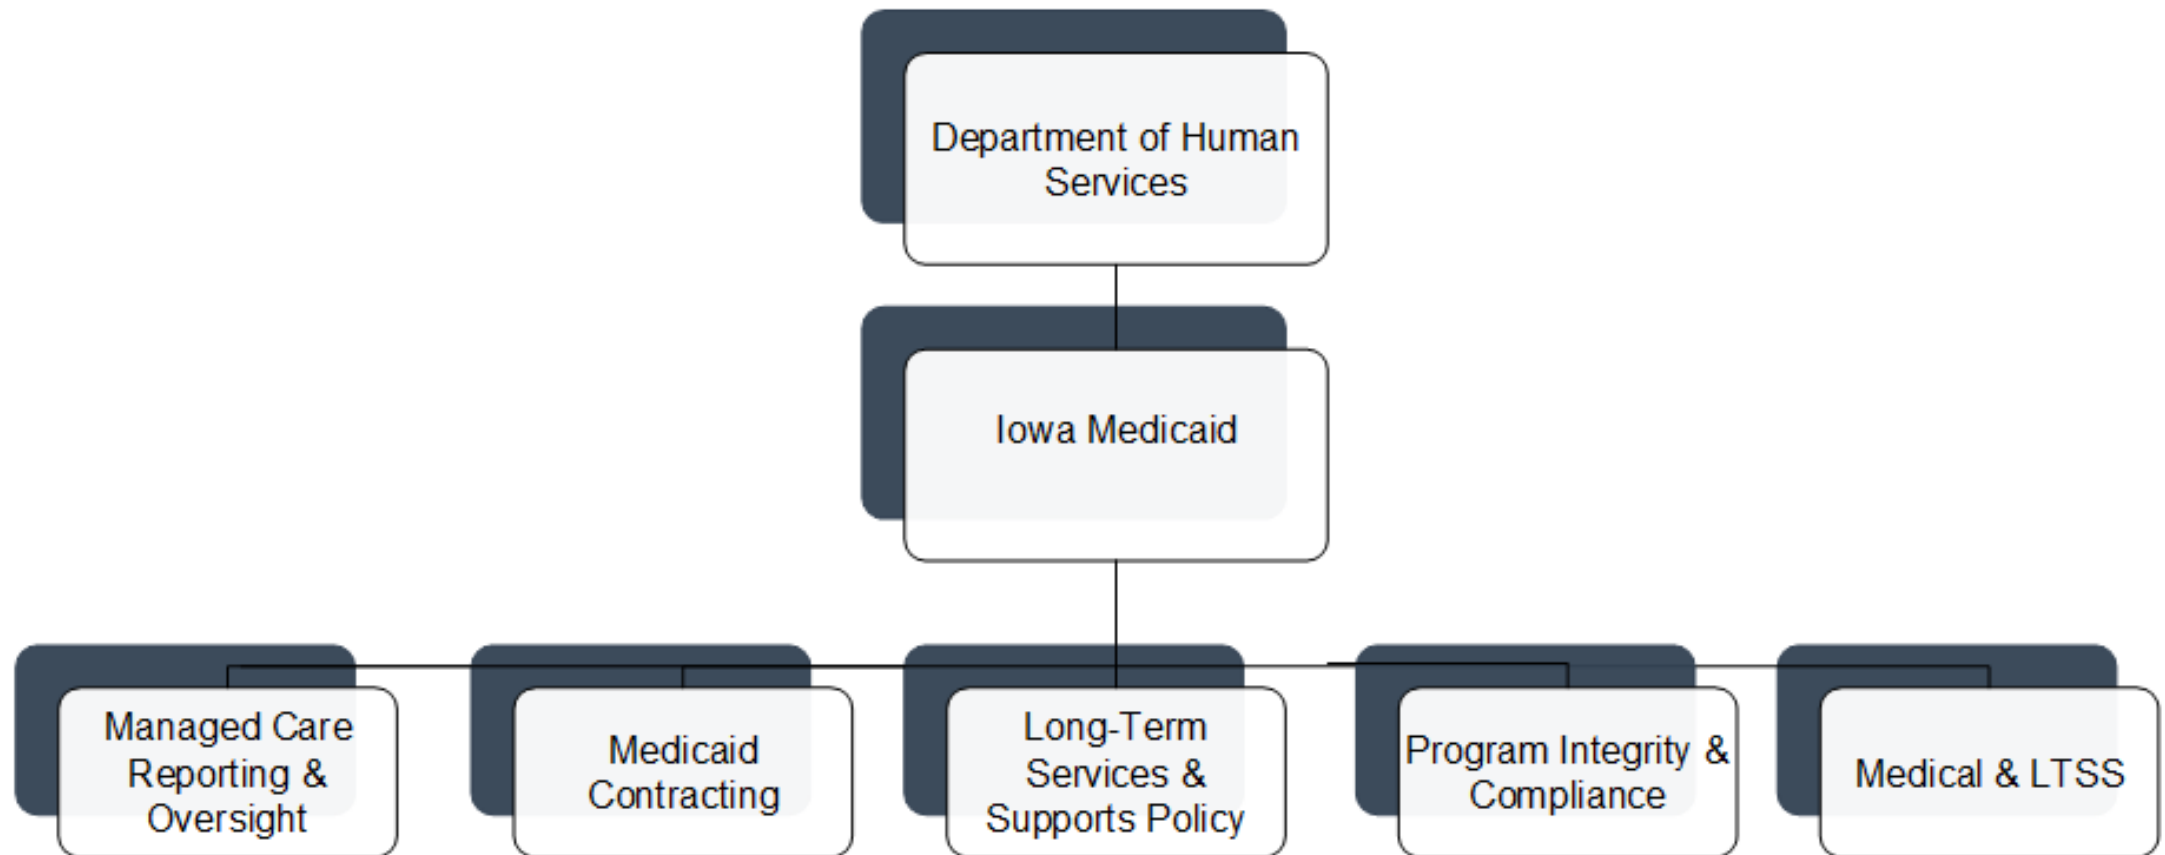 Department of Human
Services
Iowa Medicaid
Managed Care
Reporting &
Oversight
Medicaid
Contracting
Long-Term
Services &
Supports Policy
Program Integrity &
Compliance
Medical & LTSS